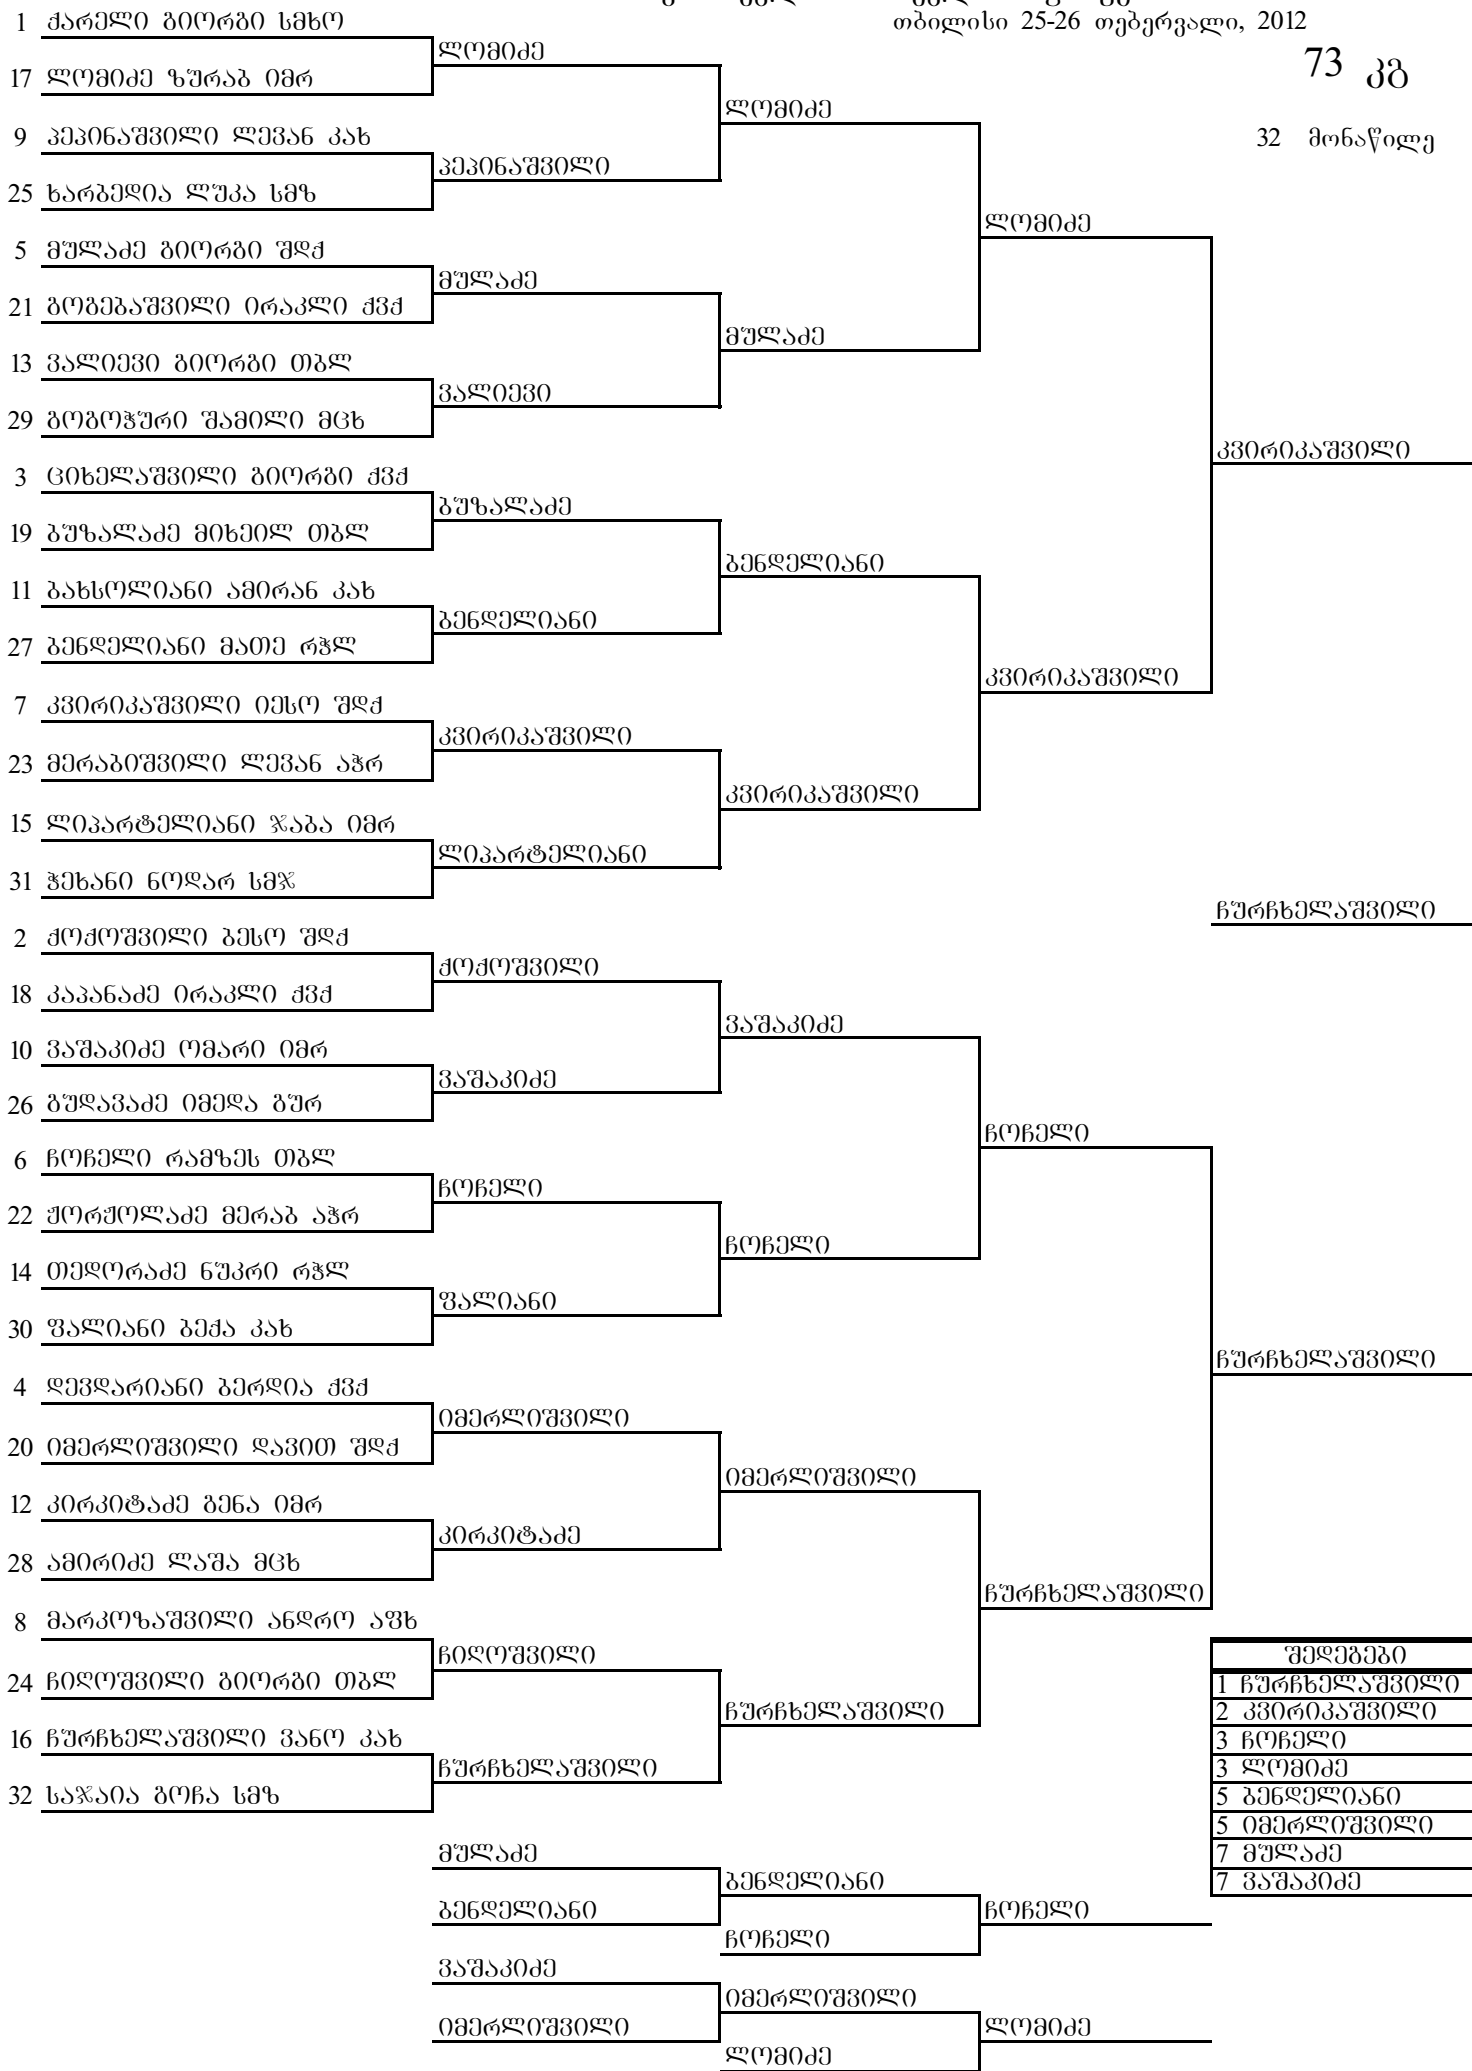 თბილისი 25-26 თებერვალი, 2012
73 კგ
32 მონაწილე
1 ქარელი გიორგი სმხო
17 ლომიძე ზურაბ იმრ
9 პეპინაშვილი ლევან კახ
25 ხარბედია ლუკა სმზ
5 მულაძე გიორგი შდქ
21 გოგებაშვილი ირაკლი ქვქ
13 ვალიევი გიორგი თბლ
29 გოგოჭური შამილი მცხ
3 ციხელაშვილი გიორგი ქვქ
19 ბუზალაძე მიხეილ თბლ
11 ბახსოლიანი ამირან კახ
27 ბენდელიანი მათე რჭლ
7 კვირიკაშვილი იესო შდქ
23 მერაბიშვილი ლევან აჭრ
15 ლიპარტელიანი ჯაბა იმრ
31 ჭეხანი ნოდარ სმჯ
2 ქოქოშვილი ბესო შდქ
18 კაპანაძე ირაკლი ქვქ
10 ვაშაკიძე ომარი იმრ
26 გუდავაძე იმედა გურ
6 ჩოჩელი რამზეს თბლ
22 ჟორჟოლაძე მერაბ აჭრ
14 თედორაძე ნუკრი რჭლ
30 ფალიანი ბექა კახ
4 დევდარიანი ბერდია ქვქ
20 იმერლიშვილი დავით შდქ
12 კირკიტაძე გენა იმრ
28 ამირიძე ლაშა მცხ
8 მარკოზაშვილი ანდრო აფხ
24 ჩიღოშვილი გიორგი თბლ
16 ჩურჩხელაშვილი ვანო კახ
32 საჯაია გოჩა სმზ
ლომიძე
პეპინაშვილი
მულაძე
ვალიევი
ბუზალაძე
ბენდელიანი
კვირიკაშვილი
ლიპარტელიანი
ქოქოშვილი
ვაშაკიძე
ჩოჩელი
ფალიანი
იმერლიშვილი
კირკიტაძე
ჩიღოშვილი
ჩურჩხელაშვილი
ლომიძე
მულაძე
ბენდელიანი
კვირიკაშვილი
ვაშაკიძე
ჩოჩელი
იმერლიშვილი
ჩურჩხელაშვილი
ლომიძე
კვირიკაშვილი
ჩოჩელი
ჩურჩხელაშვილი
კვირიკაშვილი
ჩურჩხელაშვილი
ჩურჩხელაშვილი
მულაძე
ბენდელიანი
ვაშაკიძე
იმერლიშვილი
ბენდელიანი
ჩოჩელი
იმერლიშვილი
ლომიძე
ჩოჩელი
ლომიძე
შედეგები
1 ჩურჩხელაშვილი
2 კვირიკაშვილი
3 ჩოჩელი
3 ლომიძე
5 ბენდელიანი
5 იმერლიშვილი
7 მულაძე
7 ვაშაკიძე